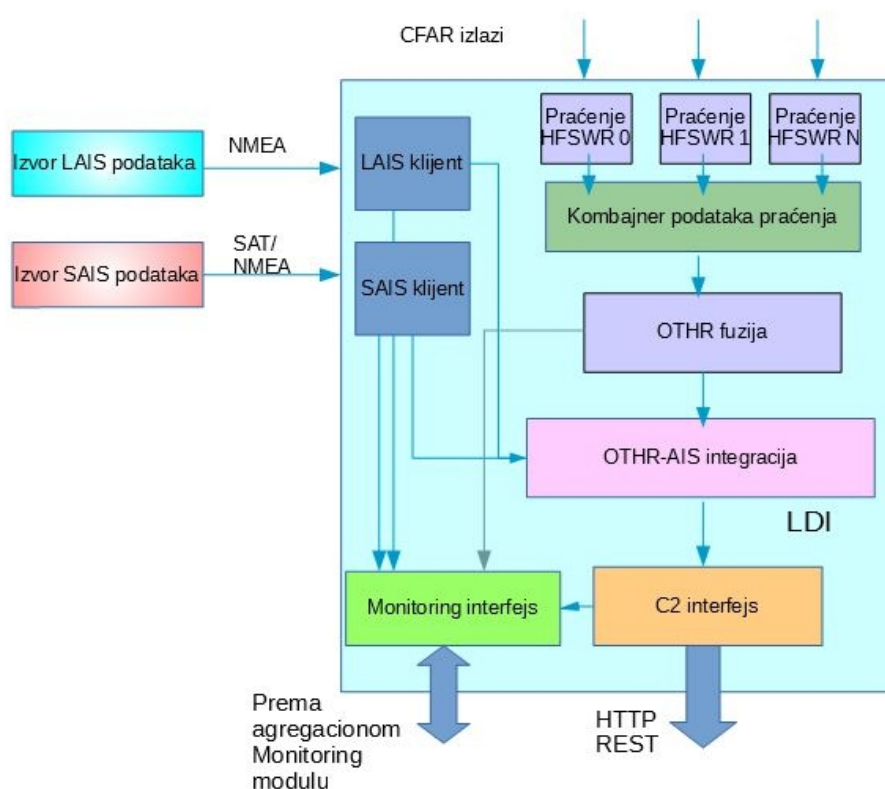 CFAR izlazi
Praćenje
HFSWR 0
Praćenje
HFSWR 1
Praćenje
HFSWR N
Izvor LAIS podataka
NMEA
LAIS klijent
Kombajner podataka praćenja
Izvor SAIS podataka
SAT/
NMEA
SAIS klijent
OTHR fuzija
OTHR-AIS integracija
LDI
Monitoring interfejs
C2 interfejs
Prema
agregacionom
Monitoring
modulu
HTTP
REST